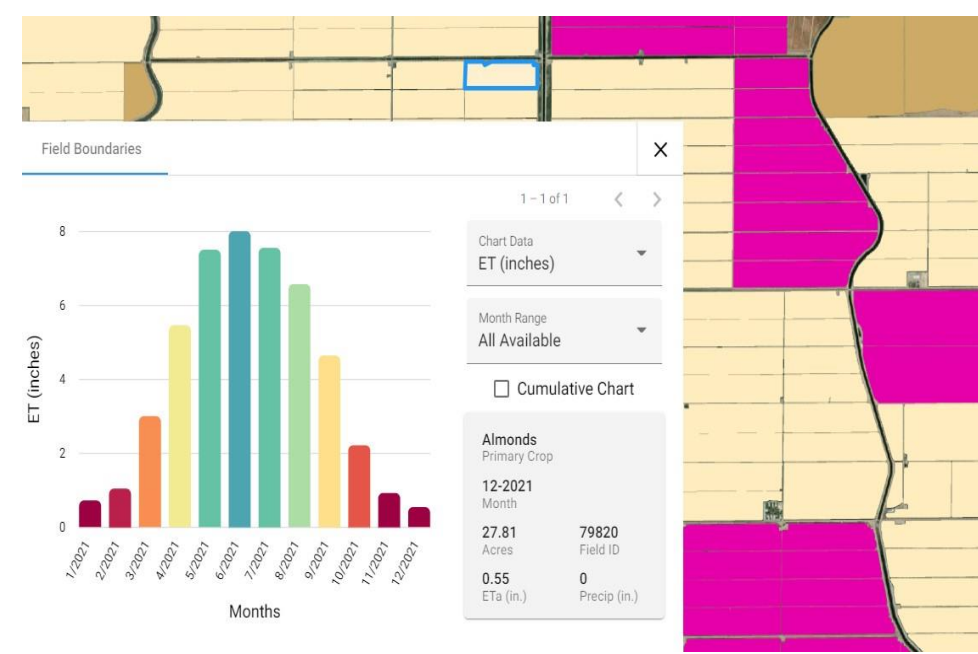 Field Boundaries
1 – 1 of 1
Chart Data
ET (inches)
Month Range
All Available
Cumulative Chart
Almonds
Primary Crop
12-2021
Month
27.81 79820
Acres Field ID
0.55 0
ETa (in.) Precip (in.)
ET (inches)
8
6
4
2
0
1/2021 2/2021 3/2021 4/2021 5/2021 6/2021 7/2021 8/2021 9/2021 10/2021 11/2021 12/2021
Months